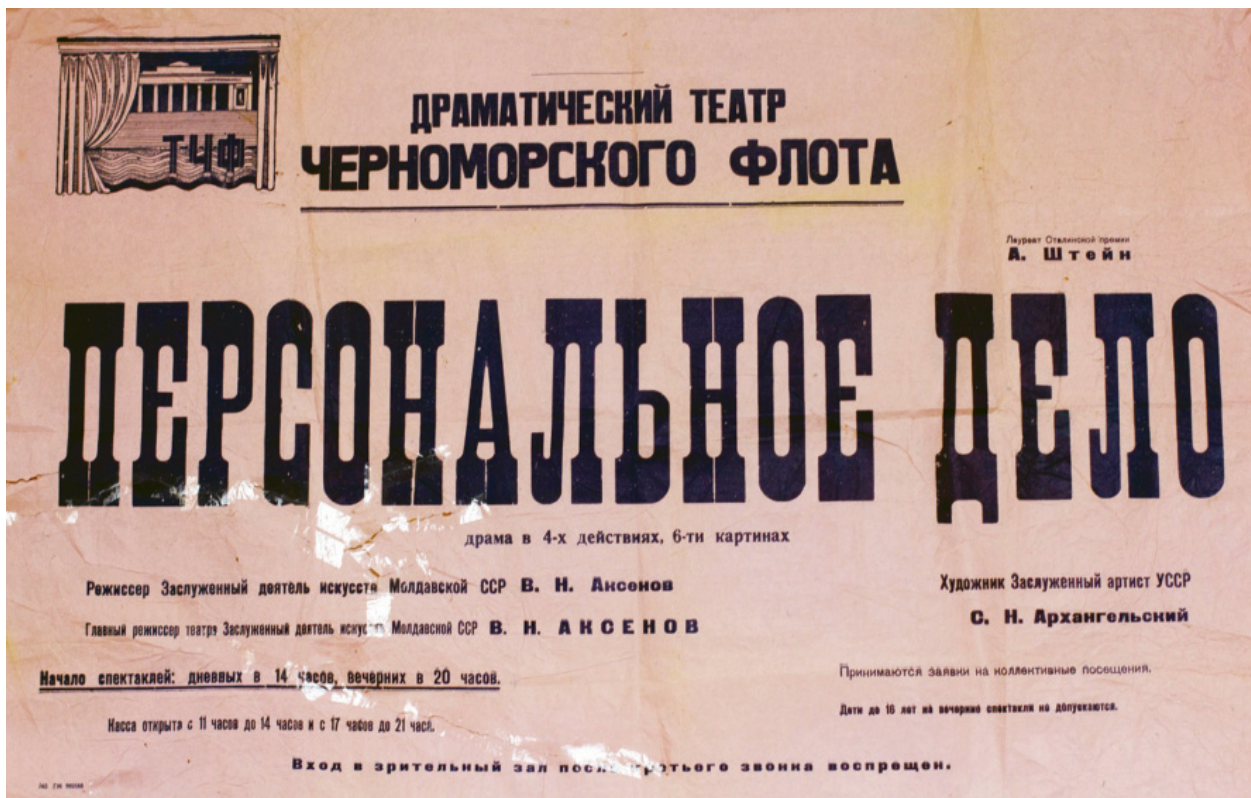 ТЧФ
ДРАМАТИЧЕСКИЙ ТЕАТР
ЧЕРНОМОРСКОГО ФЛОТА
Лауреат Сталинской премии
А. Штейн
ПЕРСОНАЛЬНОЕ ДЕЛО
драма в 4-х действиях, 6-ти картинах
Режиссер Заслуженный деятель искусств Молдавской ССР В. Н. Аксенов
Главный режиссер театру Заслуженный деятель искусств Молдавской ССР В. Н. АКСЕНОВ
Художник Заслуженный артист УССР
С. Н. Архангельский
Начало спектаклей: дневных в 14 часов, вечерних в 20 часов.
Касса открыта с 11 часов до 14 часов и с 17 часов до 21 часа.
Принимаются заявки на коллективные посещения.
Дети до 16 лет на вечерние спектакли не допускаются.
Вход в зрительный зал после третьего звонка воспрещен.